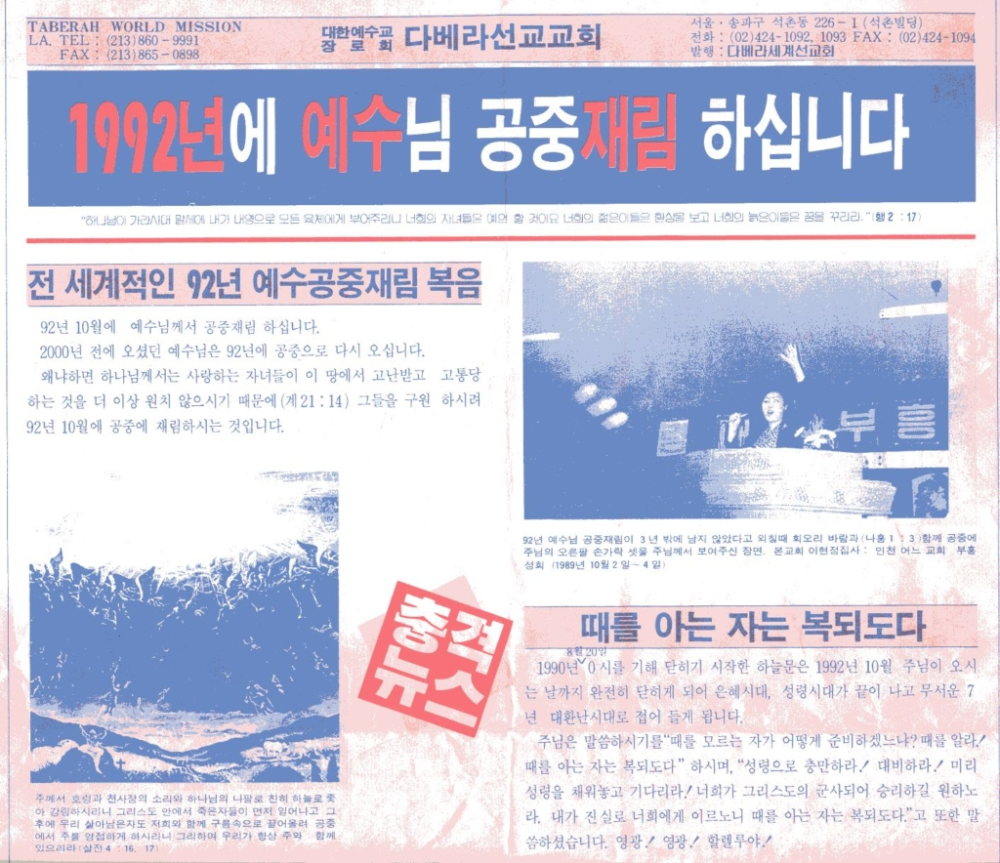 TABERAH WORLD MISSION
LA. TEL : (213)860－9991
FAX : (213)865－0898
대한예수교
장로회 다베라선교교회
서울·송파구 석촌동 226－1 (석촌빌딩)
전화 : (02)424-1092, 1093 FAX : (02)424-1094
발행 : 다베라세계선교회
1992년에 예수님 공중재림 하십니다
“하나님이 가라사대 말세에 내가 내영으로 모든 육체에게 부어주리니 너희의 자녀들은 예언 할 것이요 너희의 젊은이들은 환상을 보고 너희의 늙은이들은 꿈을 꾸리라.” (행2 : 17)
전 세계적인 92년 예수공중재림 복음
92년 10월에 예수님께서 공중재림 하십니다.
2000년 전에 오셨던 예수님은 92년에 공중으로 다시 오십니다.
왜냐하면 하나님께서는 사랑하는 자녀들이 이 땅에서 고난받고 고통당
하는 것을 더 이상 원치 않으시기 때문에(계21 : 14) 그들을 구원 하시려
92년 10월에 공중에 재림하시는 것입니다.
주께서 호령과 천사장의 소리와 하나님의 나팔로 친히 하늘로 좇
아 강림하시리니 그리스도 안에서 죽은자들이 먼저 일어나고 그
후에 우리 살아남은자도 저희와 함께 구름속으로 끌어올려 공중
에서 주를 영접하게 하시리니 그리하여 우리가 항상 주와 함께
있으리라 (살전4 : 16, 17)
충격
뉴스
부흥
92년 예수님 공중재림이 3년 밖에 남지 않았다고 외칠때 회오리 바람과 (나훔1 : 3)함께 공중에
주님의 오른팔 손가락 셋을 주님께서 보여주신 장면. 본교회 이현정집사 : 인천 어느 교회 부흥
성회 (1989년 10월 2일～4일)
때를 아는 자는 복되도다
8월 20일
1990년 0시를 기해 닫히기 시작한 하늘문은 1992년 10월 주님이 오시
는 날까지 완전히 닫히게 되어 은혜시대, 성령시대가 끝이 나고 무서운 7
년 대환난시대로 접어 들게 됩니다.
주님은 말씀하시기를“때를 모르는 자가 어떻게 준비하겠느냐? 때를 알라!
때를 아는 자는 복되도다” 하시며, “성령으로 충만하라! 대비하라! 미리
성령을 채워놓고 기다리라! 너희가 그리스도의 군사되어 승리하길 원하노
라. 내가 진실로 너희에게 이르노니 때를 아는 자는 복되도다.”고 또한 말
씀하셨습니다. 영광! 영광! 할렐루야!